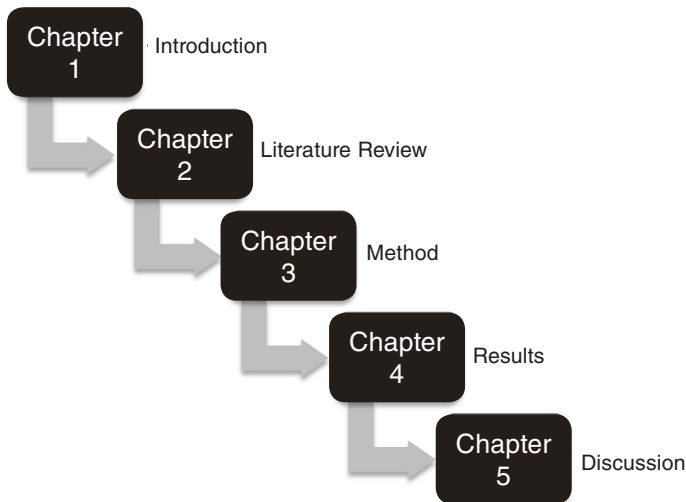 Chapter
1
Introduction
Chapter
2
Literature Review
Chapter
3
Method
Chapter
4
Results
Chapter
5
Discussion